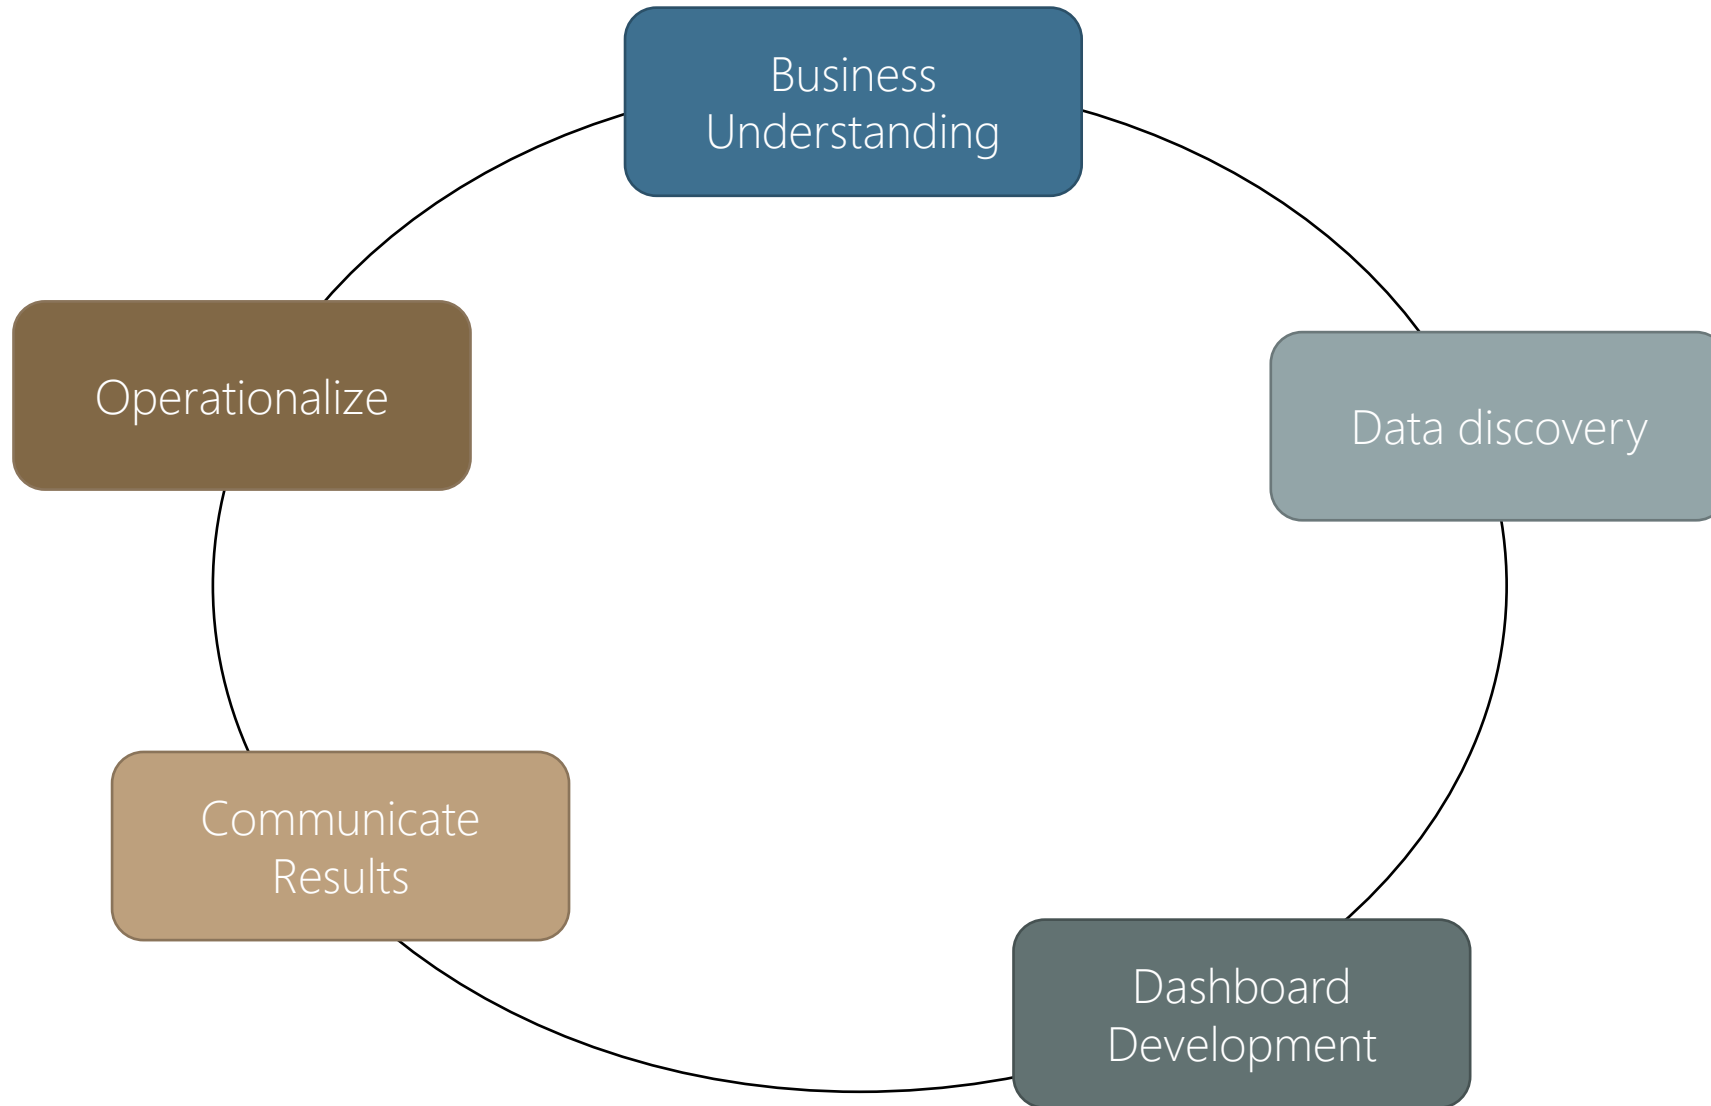 Business
Understanding
Operationalize
Data discovery
Communicate
Results
Dashboard
Development